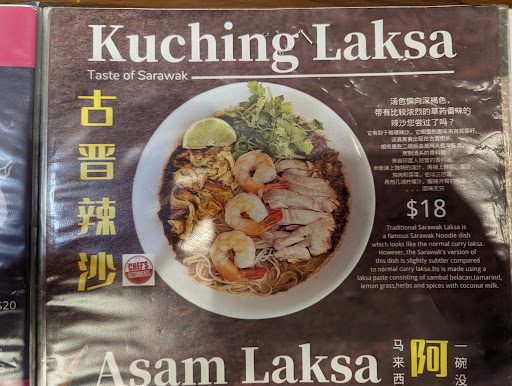 Kuching Laksa
Taste of Sarawak
古晋辣沙
汤色偏向深褐色,
带有比较浓烈的草药香味的
辣沙您尝过了吗?
$18
Traditional Sarawak Laksa is
a famous Sarawak Noodle dish
which looks like the normal curry laksa.
However, the Sarawak's version of
this dish is slightly subtler compared
to normal curry laksa.Its is made using a
laksa paste consisting of sambal belacan,tamarind,
lemon grass,herbs and spices with coconut milk.
CHEF'S
$20
Asam Laksa
马来西
阿
一碗没